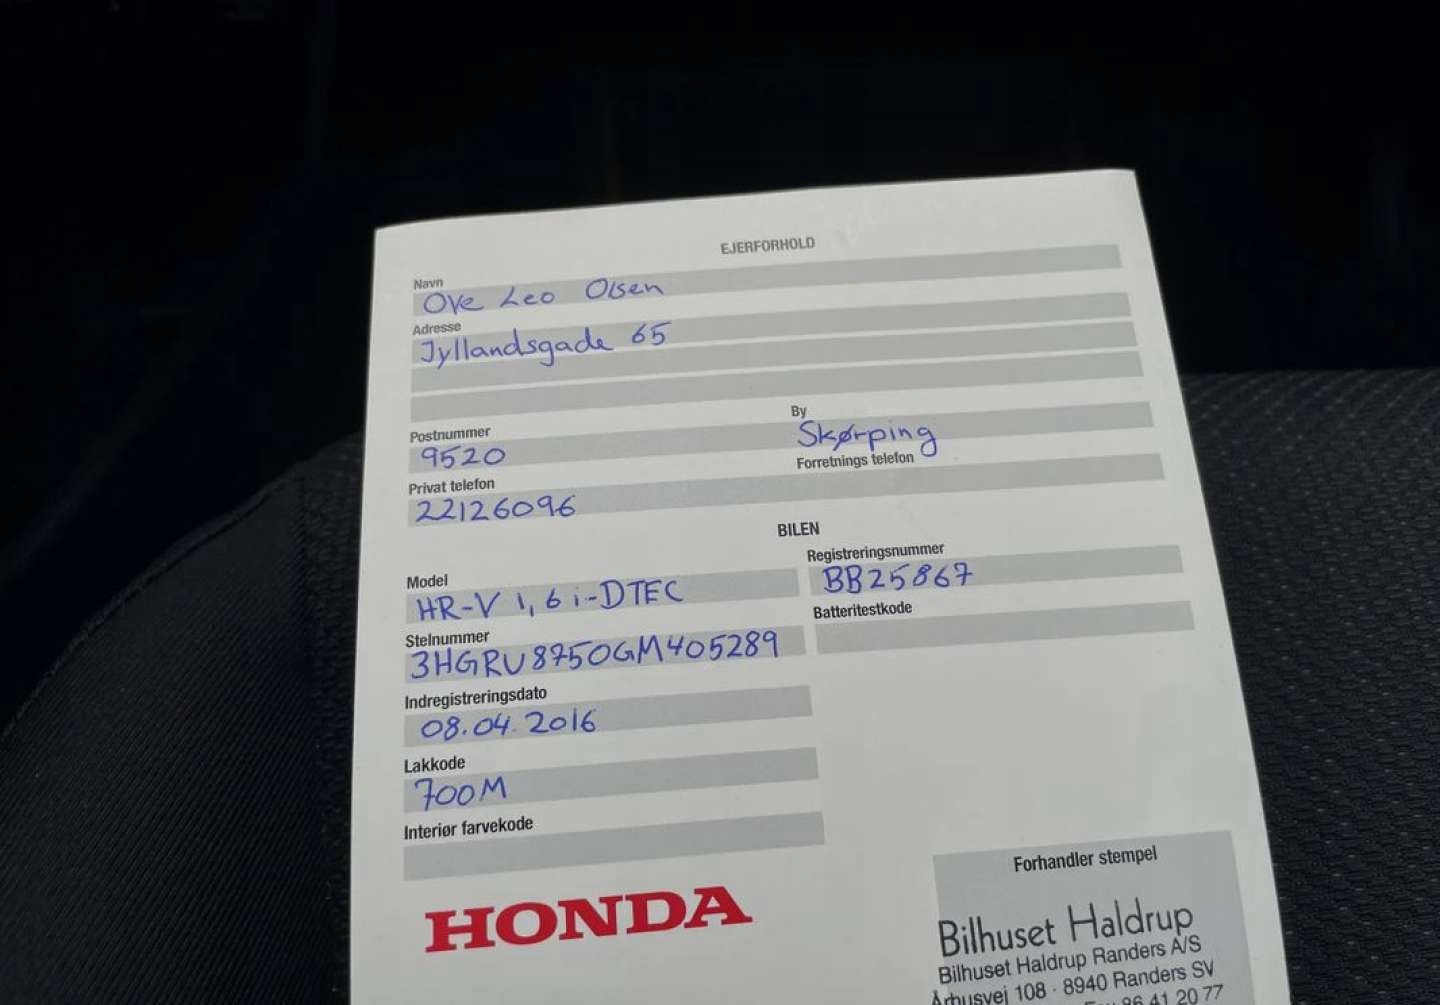 EJERFORHOLD
Navn
Ove Leo Olsen
Adresse
Jyllandsgade 65
Postnummer
9520
By
Skørping
Privat telefon
22126096
Forretnings telefon
BILEN
Model
HR-V 1,6 i-DTEC
Registreringsnummer
BB25867
Stelnummer
3HGRU8750GM405289
Batteritestkode
Indregistreringsdato
08.04.2016
Lakkode
700M
Interiør farvekode
HONDA
Forhandler stempel
Bilhuset Haldrup
Bilhuset Haldrup Randers A/S
Århusvej 108 · 8940 Randers SV
86 41 20 77